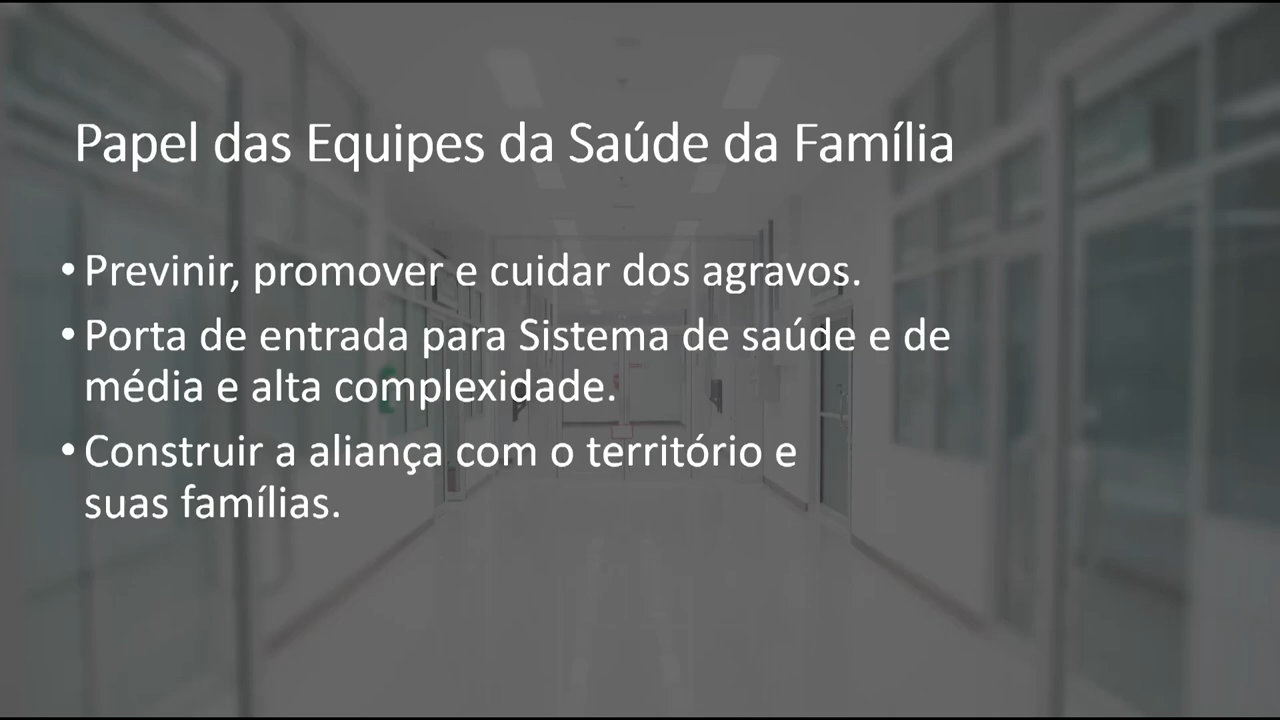 Papel das Equipes da Saúde da Família
• Previnir, promover e cuidar dos agravos.
• Porta de entrada para Sistema de saúde e de
média e alta complexidade.
• Construir a aliança com o território e
suas famílias.